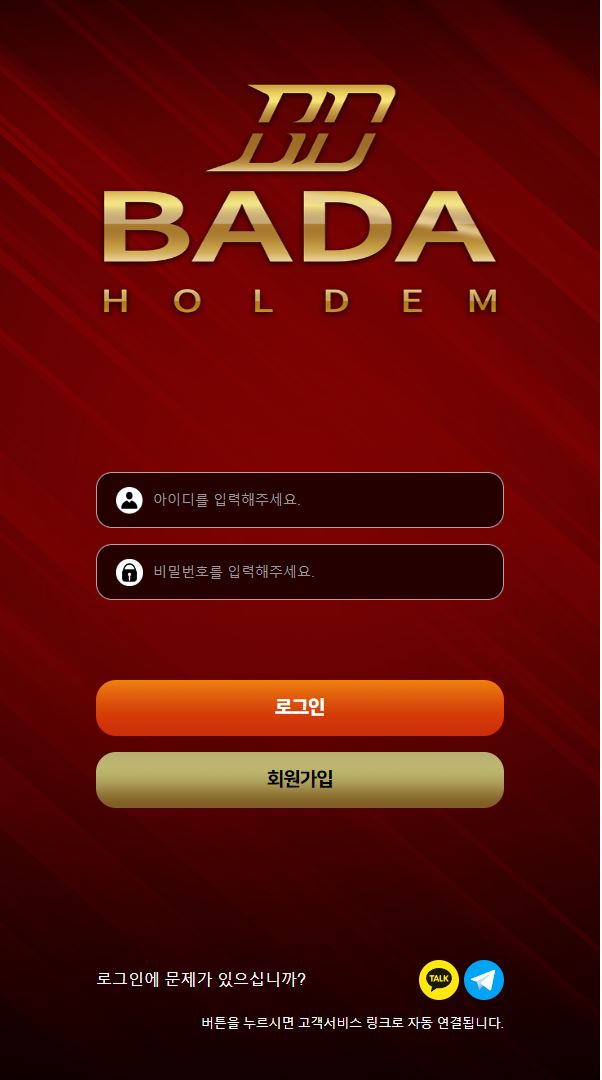 BD
BADA
HOLDEM
아이디를 입력해주세요.
비밀번호를 입력해주세요.
로그인
회원가입
로그인에 문제가 있으십니까?
TALK
버튼을 누르시면 고객서비스 링크로 자동 연결됩니다.